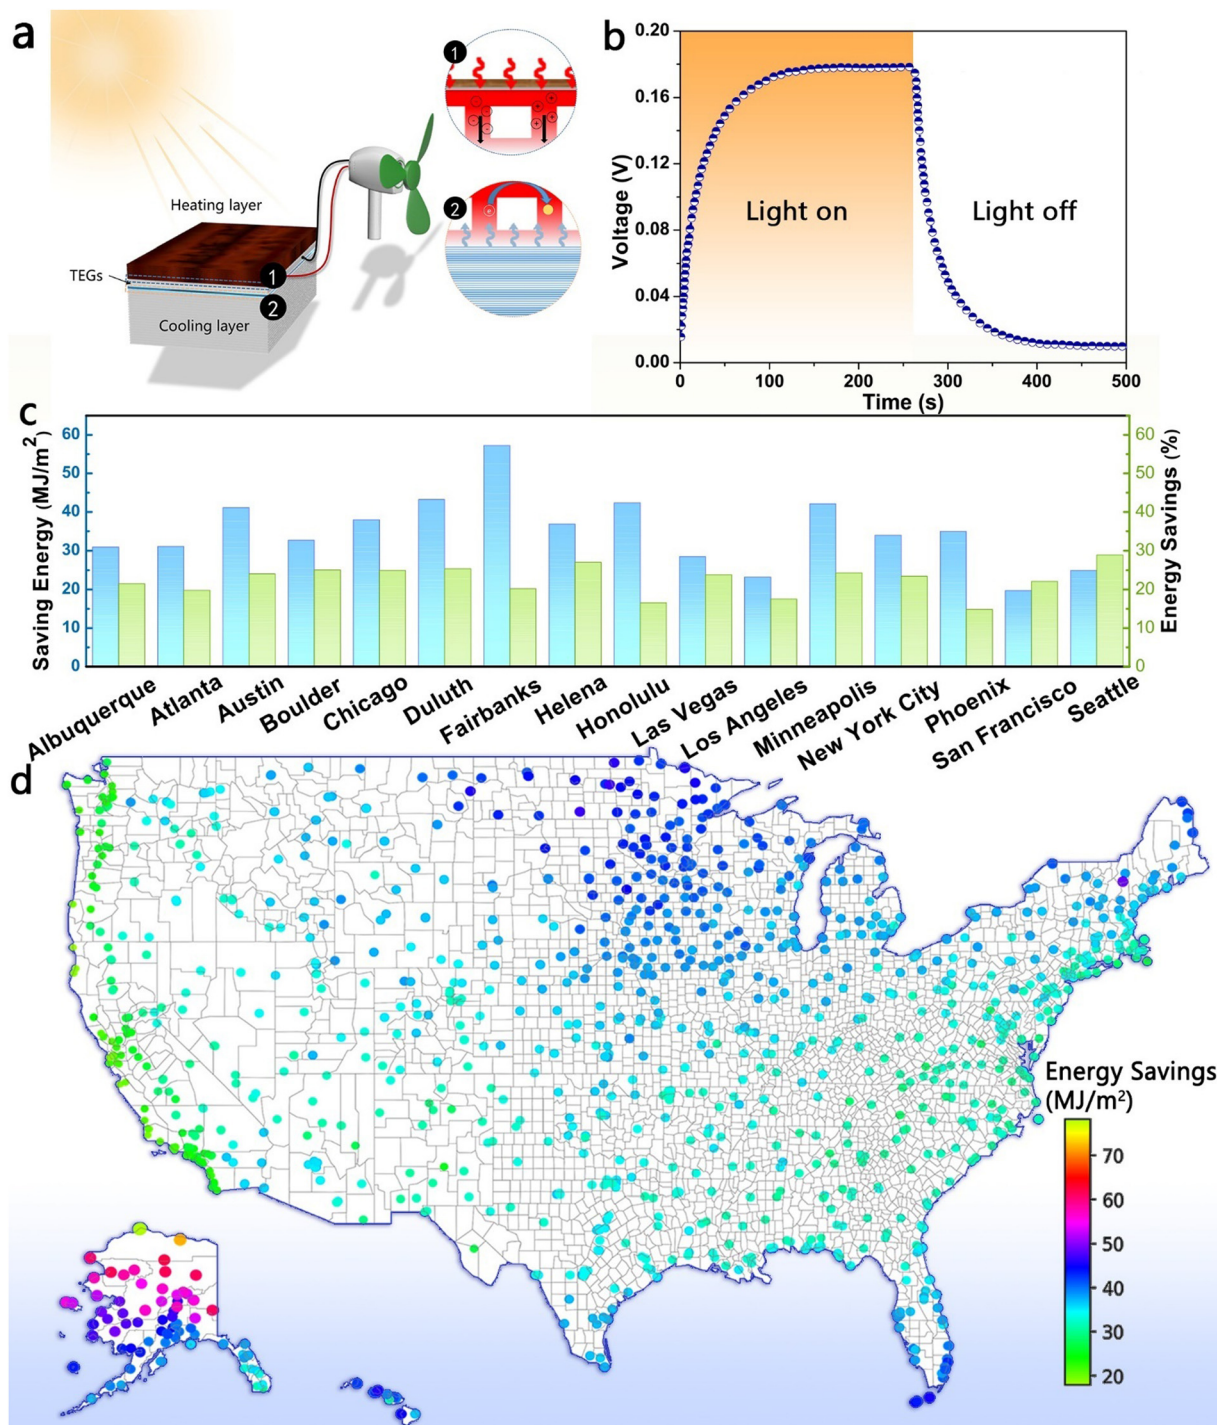 a
1
Heating layer
TEGs
1
2
2
Cooling layer
b
Voltage (V)
0.20
0.16
0.12
0.08
0.04
0.00
Light on
Light off
0
100
200
300
400
500
Time (s)
c
Saving Energy (MJ/m²)
60
50
40
30
20
10
0
Energy Savings (%)
60
50
40
30
20
10
0
Albuquerque
Atlanta
Austin
Boulder
Chicago
Duluth
Fairbanks
Helena
Honolulu
Las Vegas
Los Angeles
Minneapolis
New York City
Phoenix
San Francisco
Seattle
d
Energy Savings
(MJ/m²)
70
60
50
40
30
20